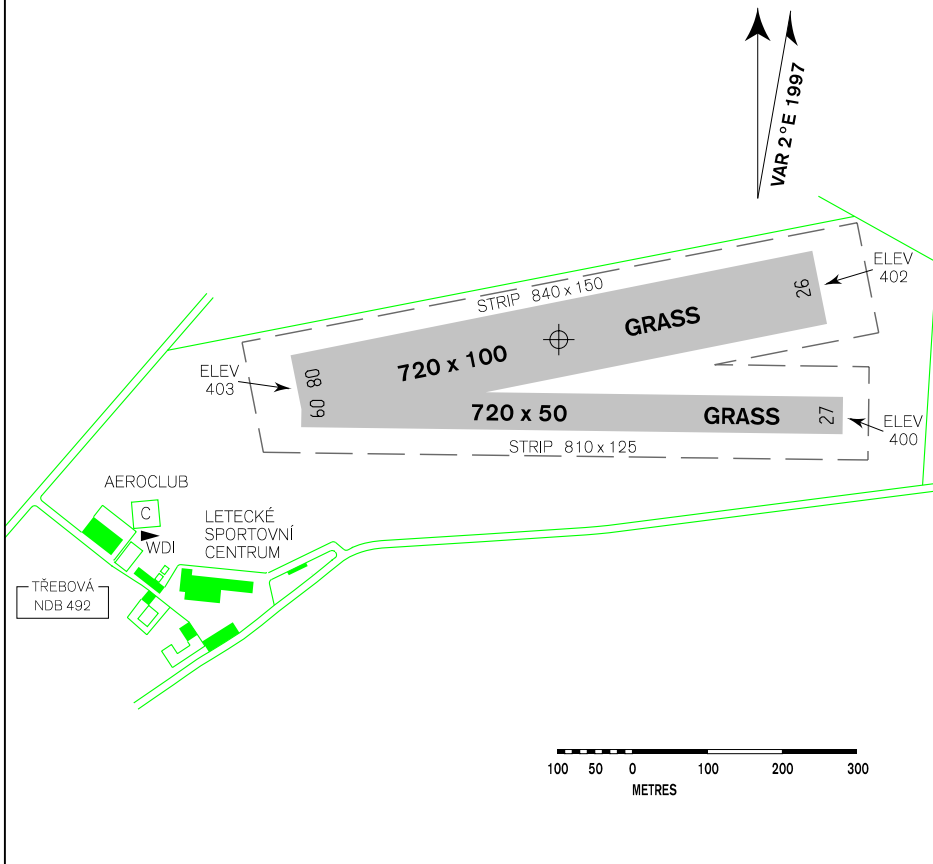 VAR 2°E 1997
ELEV
402
STRIP 840 x 150
26
GRASS
720 x 100
08
ELEV
403
09
720 x 50
GRASS
27
ELEV
400
STRIP 810 x 125
AEROCLUB
C
WDI
LETECKÉ
SPORTOVNÍ
CENTRUM
TŘEBOVÁ
NDB 492
100 50 0 100 200 300
METRES